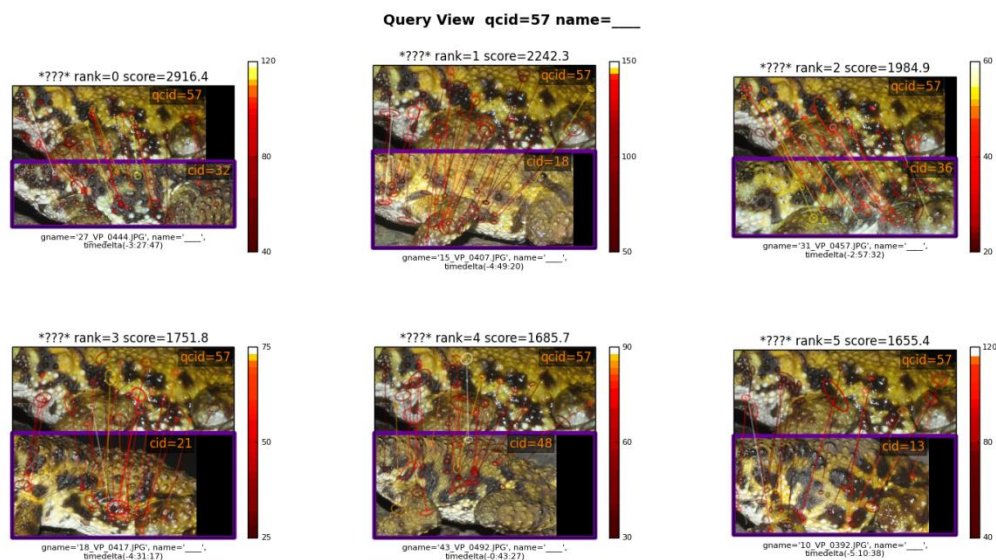 Query View qcid=57 name=____
*???* rank=0 score=2916.4
qcid=57
cid=32
120
80
40
gname='27_VP_0444.JPG', name='____',
timedelta(-3:27:47)
*???* rank=1 score=2242.3
qcid=57
cid=18
150
100
50
gname='15_VP_0407.JPG', name='____',
timedelta(-4:49:20)
*???* rank=2 score=1984.9
qcid=57
cid=36
60
40
20
gname='31_VP_0457.JPG', name='____',
timedelta(-2:57:32)
*???* rank=3 score=1751.8
qcid=57
cid=21
75
50
25
gname='18_VP_0417.JPG', name='____',
timedelta(-4:31:17)
*???* rank=4 score=1685.7
qcid=57
cid=48
90
60
30
gname='43_VP_0492.JPG', name='____',
timedelta(-0:43:27)
*???* rank=5 score=1655.4
qcid=57
cid=13
120
80
40
gname='10_VP_0392.JPG', name='____',
timedelta(-5:10:38)